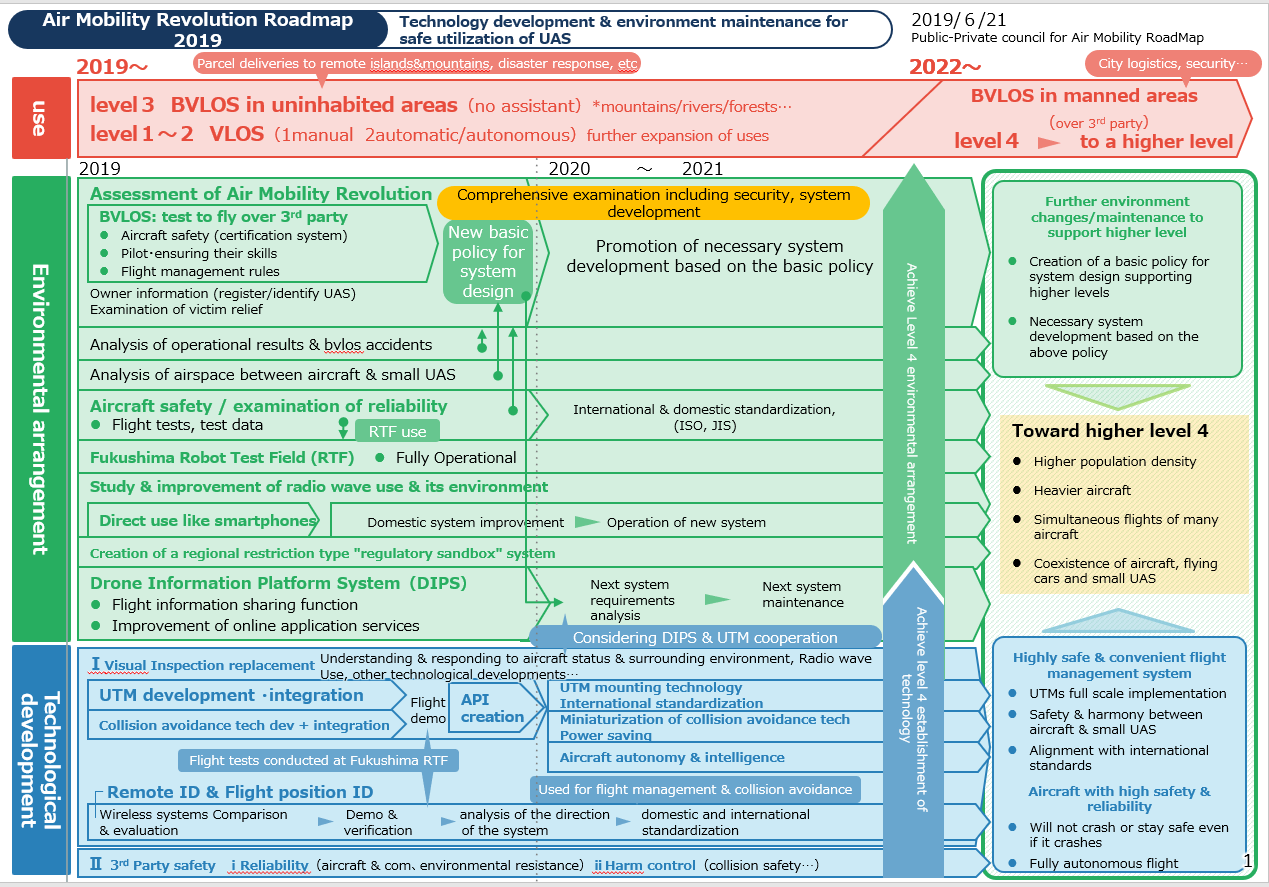 Air Mobility Revolution Roadmap
2019
Technology development & environment maintenance for
safe utilization of UAS
2019/６/21
Public-Private council for Air Mobility RoadMap
2019～
Parcel deliveries to remote islands&mountains, disaster response, etc
2022～
City logistics, security…
use
level 3 BVLOS in uninhabited areas（no assistant）*mountains/rivers/forests…
level 1～2 VLOS（1manual 2automatic/autonomous）further expansion of uses
BVLOS in manned areas
（over 3rd party）
level 4 to a higher level
2019
2020 ～ 2021
Environmental arrangement
Assessment of Air Mobility Revolution
Comprehensive examination including security, system
development
BVLOS: test to fly over 3rd party
● Aircraft safety (certification system)
● Pilot・ensuring their skills
● Flight management rules
Owner information (register/identify UAS)
Examination of victim relief
New basic
policy for
system
design
Promotion of necessary system
development based on the basic policy
Analysis of operational results & bvlos accidents
Analysis of airspace between aircraft & small UAS
Aircraft safety / examination of reliability
● Flight tests, test data
RTF use
International & domestic standardization,
(ISO, JIS)
Fukushima Robot Test Field (RTF) ● Fully Operational
Study & improvement of radio wave use & its environment
Direct use like smartphones
Domestic system improvement
Operation of new system
Creation of a regional restriction type "regulatory sandbox" system
Drone Information Platform System（DIPS)
● Flight information sharing function
● Improvement of online application services
Next system
requirements
analysis
Next system
maintenance
Considering DIPS & UTM cooperation
Achieve Level 4 environmental arrangement
Achieve level 4 establishment of
technology
Further environment
changes/maintenance to
support higher level
● Creation of a basic policy for
system design supporting
higher levels
● Necessary system
development based on the
above policy
Toward higher level 4
● Higher population density
● Heavier aircraft
● Simultaneous flights of many
aircraft
● Coexistence of aircraft, flying
cars and small UAS
Technological
development
Ⅰ Visual Inspection replacement
Understanding & responding to aircraft status & surrounding environment, Radio wave
Use, other technological developments…
UTM development ・integration
Collision avoidance tech dev + integration
Flight
demo
API
creation
UTM mounting technology
International standardization
Miniaturization of collision avoidance tech
Power saving
Aircraft autonomy & intelligence
Flight tests conducted at Fukushima RTF
Used for flight management & collision avoidance
Remote ID & Flight position ID
Wireless systems Comparison
& evaluation
Demo &
verification
analysis of the direction
of the system
domestic and international
standardization
Ⅱ 3rd Party safety ⅰReliability（aircraft & com、environmental resistance）ⅱHarm control（collision safety…）
Highly safe & convenient flight
management system
● UTMs full scale implementation
● Safety & harmony between
aircraft & small UAS
● Alignment with international
standards
Aircraft with high safety &
reliability
● Will not crash or stay safe even
if it crashes
● Fully autonomous flight
1